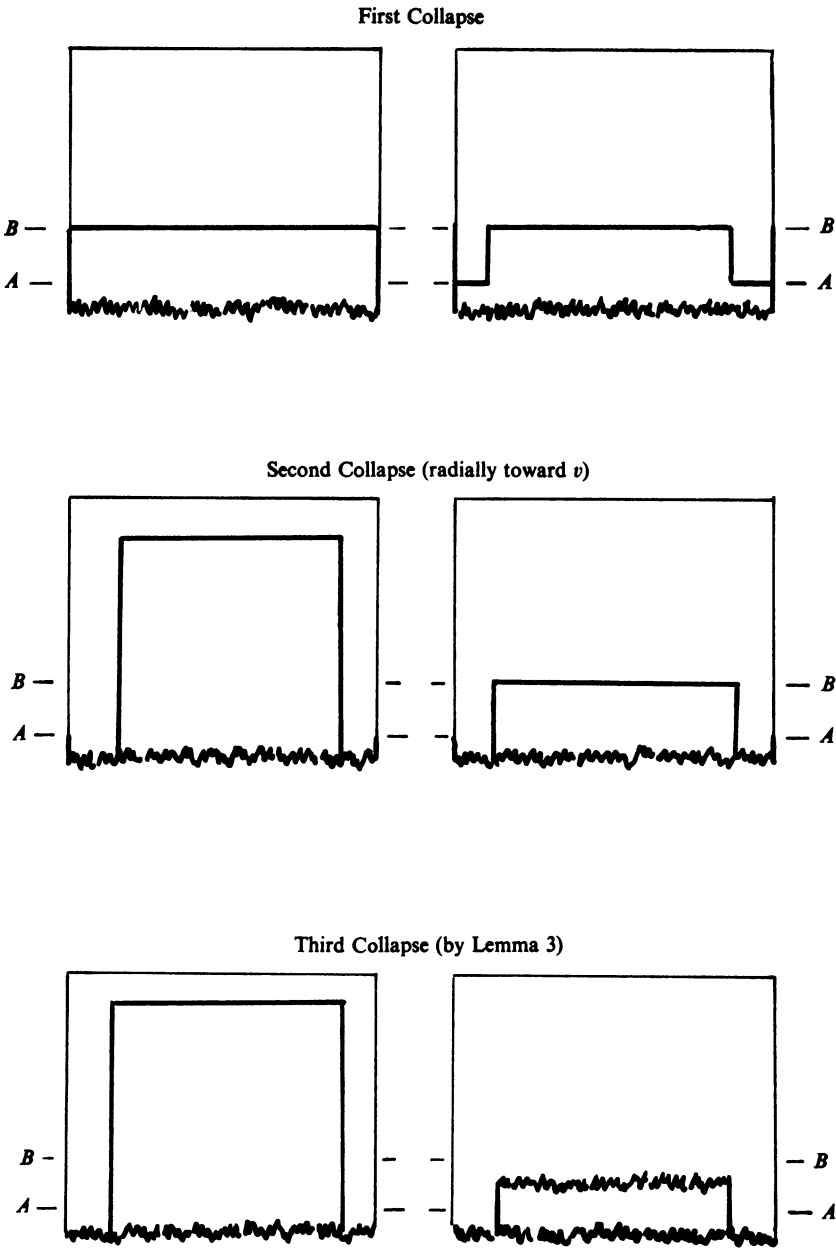 First Collapse
B B
A A
Second Collapse (radially toward v)
B B
A A
Third Collapse (by Lemma 3)
B B
A A